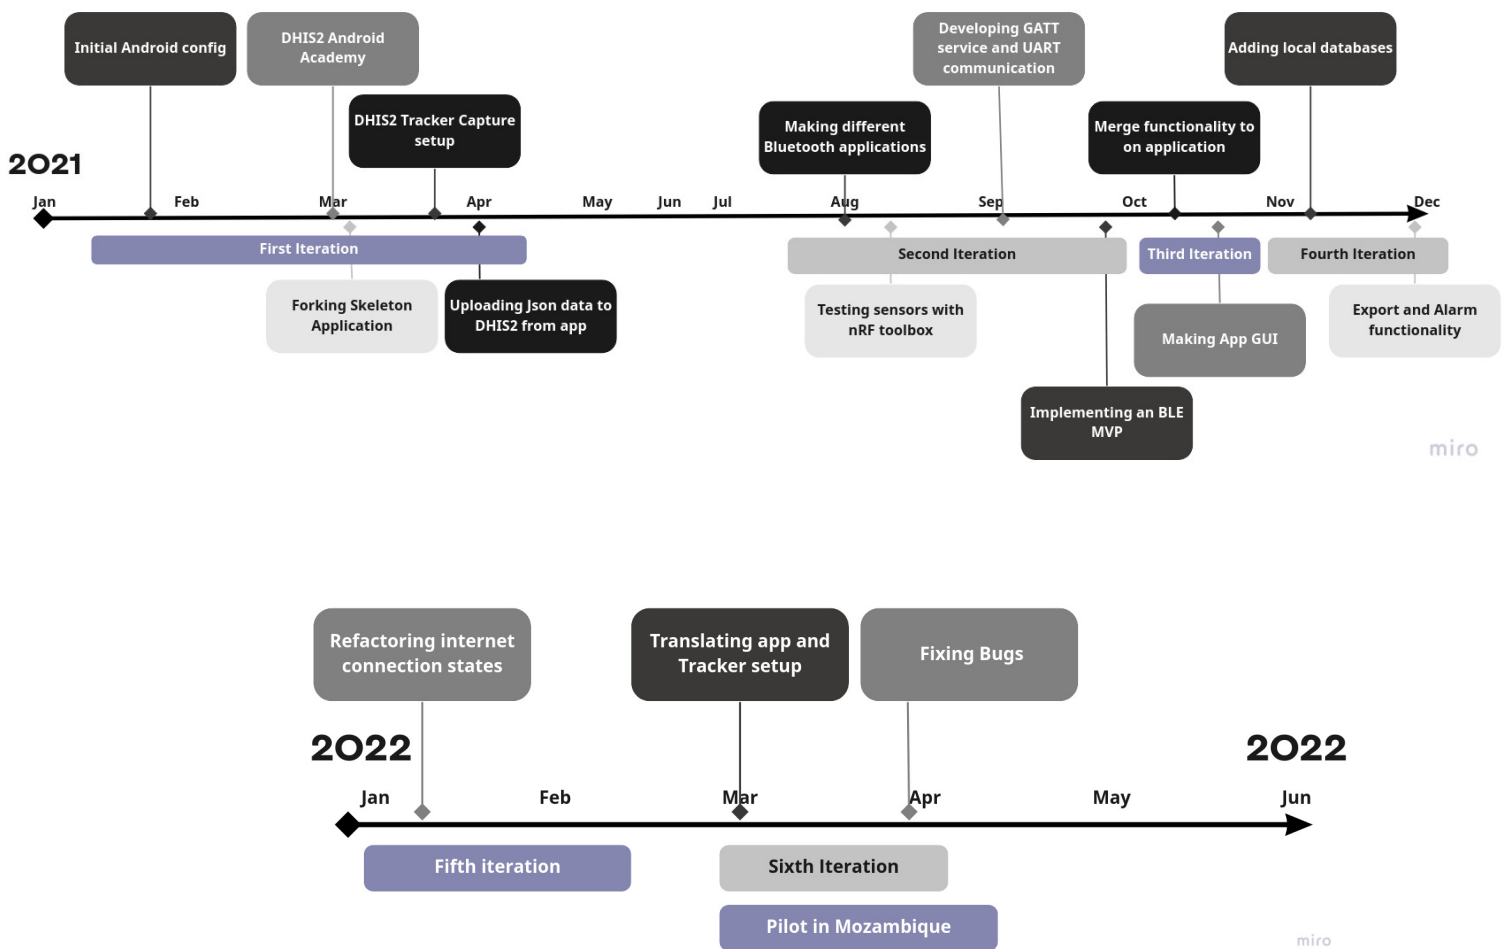 Initial Android config
DHIS2 Android
Academy
Developing GATT
service and UART
communication
Adding local databases
DHIS2 Tracker Capture
setup
Making different
Bluetooth applications
Merge functionality to
on application
2021
Jan Feb Mar Apr May Jun Jul Aug Sep Oct Nov Dec
First Iteration
Second Iteration
Third Iteration
Fourth Iteration
Forking Skeleton
Application
Uploading Json data to
DHIS2 from app
Testing sensors with
nRF toolbox
Making App GUI
Export and Alarm
functionality
Implementing an BLE
MVP
miro
Refactoring internet
connection states
Translating app and
Tracker setup
Fixing Bugs
2022
2022
Jan Feb Mar Apr May Jun
Fifth iteration
Sixth Iteration
Pilot in Mozambique
miro